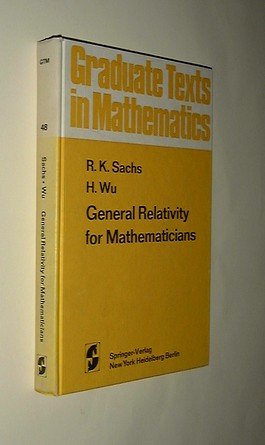 Graduate Texts
in Mathematics
R. K. Sachs
H. Wu
General Relativity
for Mathematicians
Springer-Verlag
New York Heidelberg Berlin
GTM
48
Sachs · Wu General Relativity for Mathematicians